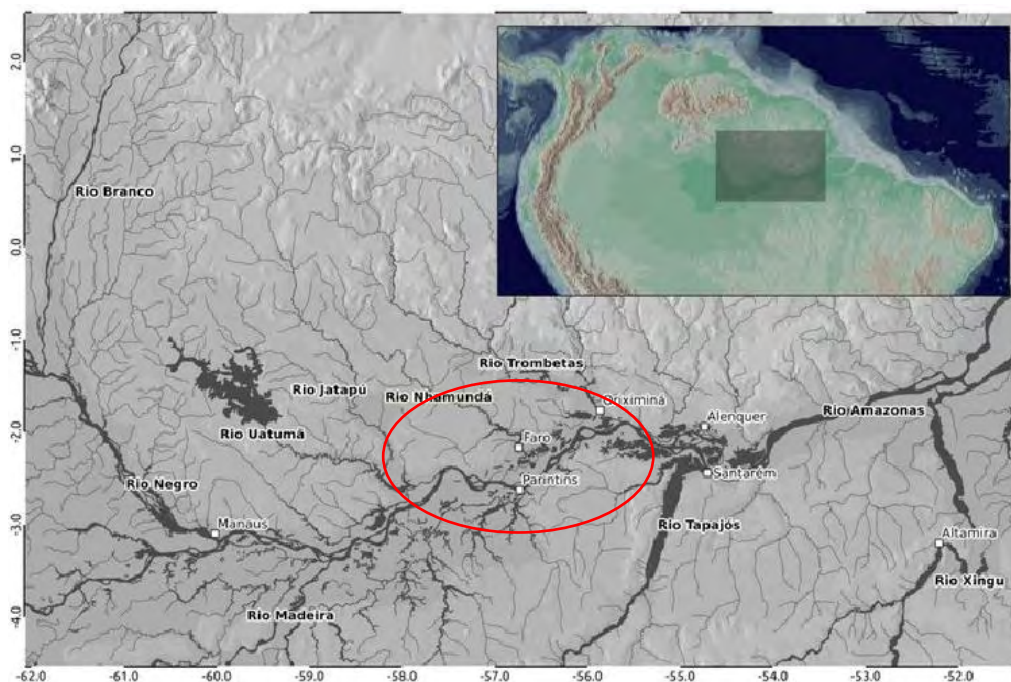 2.0
1.0
Rio Branco
0.0
-1.0
Rio Trombetas
Rio Jatapú
Rio Nhamundá
Oriximiná
Rio Amazonas
Alenquer
-2.0
Rio Uatumã
Faro
Santarém
Rio Negro
Parintins
Manaus
Rio Tapajós
-3.0
Altamira
Rio Xingu
Rio Madeira
-4.0
-62.0
-61.0
-60.0
-59.0
-58.0
-57.0
-56.0
-55.0
-54.0
-53.0
-52.0